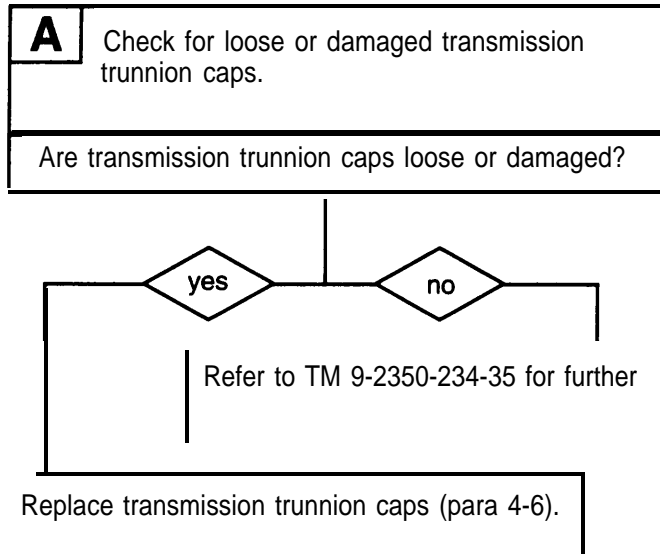 A
Check for loose or damaged transmission
trunnion caps.
Are transmission trunnion caps loose or damaged?
yes
no
Refer to TM 9-2350-234-35 for further
Replace transmission trunnion caps (para 4-6).